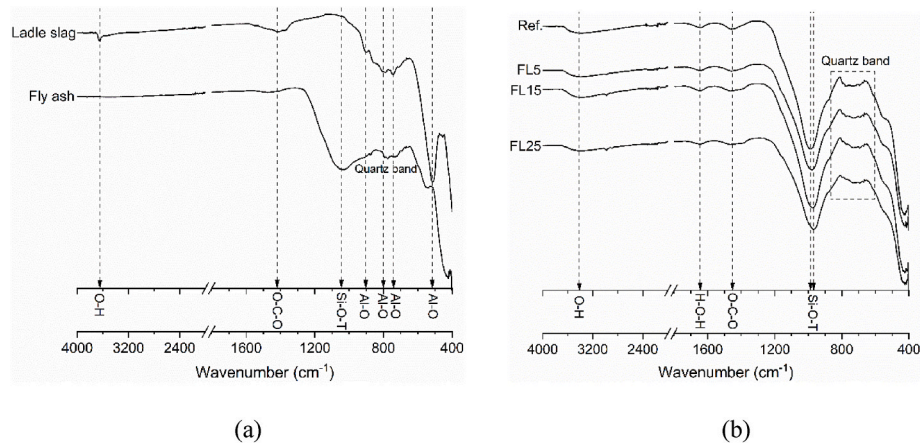 Ladle slag
Fly ash
Quartz band
O-H
O-C-O
Si-O-T
Al-O
Al-O
Al-O
Al-O
4000 3200 2400 1600 1200 800 400
Wavenumber (cm-1)
(a)
Ref.
FL5
FL15
FL25
Quartz band
O-H
H-O-H
O-C-O
Si-O-T
4000 3200 2400 1600 1200 800 400
Wavenumber (cm-1)
(b)